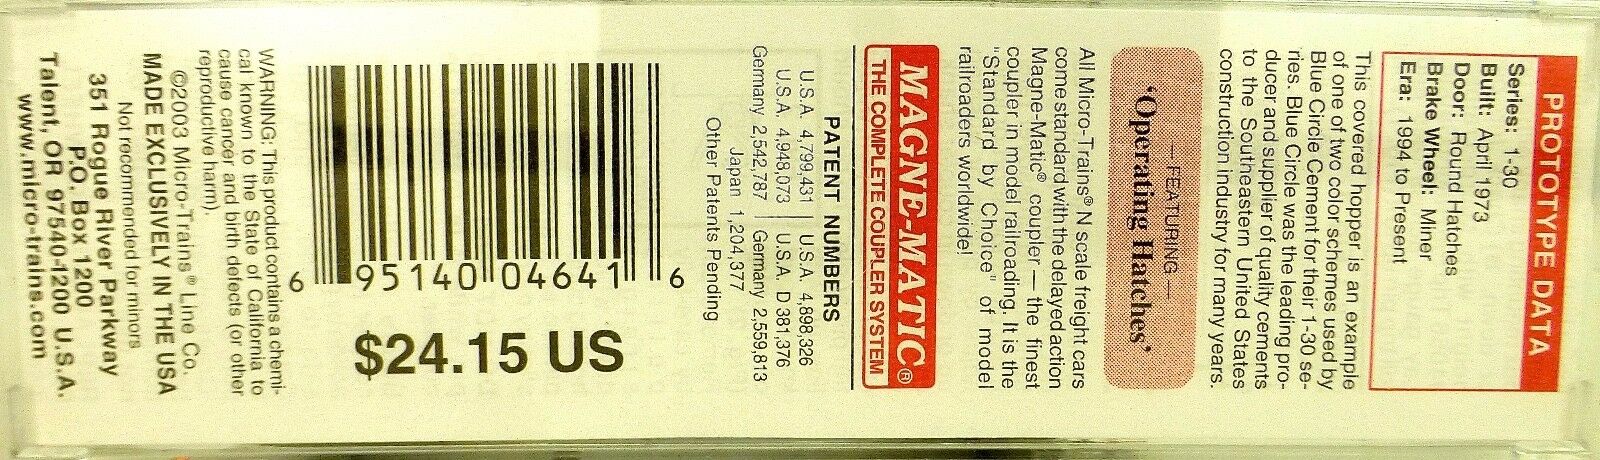 PROTOTYPE DATA
Series: 1-30
Built: April 1973
Door: Round Hatches
Brake Wheel: Miner
Era: 1994 to Present
This covered hopper is an example
of one of two color schemes used by
Blue Circle Cement for their 1-30 se-
ries. Blue Circle was the leading pro-
ducer and supplier of quality cements
to the Southeastern United States
construction industry for many years.
—FEATURING—
'Operating Hatches'
All Micro-Trains® N scale freight cars
come standard with the delayed action
Magne-Matic® coupler — the finest
coupler in model railroading. It is the
"Standard by Choice" of model
railroaders worldwide!
MAGNE-MATIC®
THE COMPLETE COUPLER SYSTEM
PATENT NUMBERS
U.S.A. 4,799,431 | U.S.A. 4,898,326
U.S.A. 4,948,073 | U.S.A. D 381,376
Germany 2,542,787 | Germany 2,559,813
Japan 1,204,377
Other Patents Pending
6 95140 04641 6
$24.15 US
WARNING: This product contains a chemi-
cal known to the State of California to
cause cancer and birth defects (or other
reproductive harm).
©2003 Micro-Trains® Line Co.
MADE EXCLUSIVELY IN THE USA
Not recommended for minors
351 Rogue River Parkway
P.O. Box 1200
Talent, OR 97540-1200 U.S.A.
www.micro-trains.com